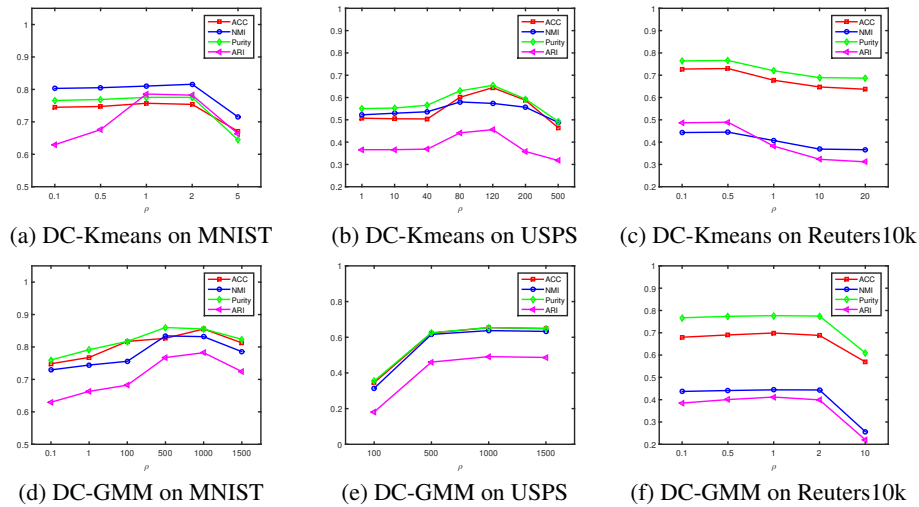 1
0.9
0.8
0.7
0.6
0.5
0.1 0.5 1 2 5
ρ
ACC
NMI
Purity
ARI
(a) DC-Kmeans on MNIST
1
0.9
0.8
0.7
0.6
0.5
0.4
0.3
0.2
1 10 40 80 120 200 500
ρ
ACC
NMI
Purity
ARI
(b) DC-Kmeans on USPS
1
0.9
0.8
0.7
0.6
0.5
0.4
0.3
0.2
0.1 0.5 1 10 20
ρ
ACC
NMI
Purity
ARI
(c) DC-Kmeans on Reuters10k
1
0.9
0.8
0.7
0.6
0.5
0.1 1 100 500 1000 1500
ρ
ACC
NMI
Purity
ARI
(d) DC-GMM on MNIST
1
0.8
0.6
0.4
0.2
0
100 500 1000 1500
ρ
ACC
NMI
Purity
ARI
(e) DC-GMM on USPS
1
0.9
0.8
0.7
0.6
0.5
0.4
0.3
0.2
0.1 0.5 1 2 10
ρ
ACC
NMI
Purity
ARI
(f) DC-GMM on Reuters10k